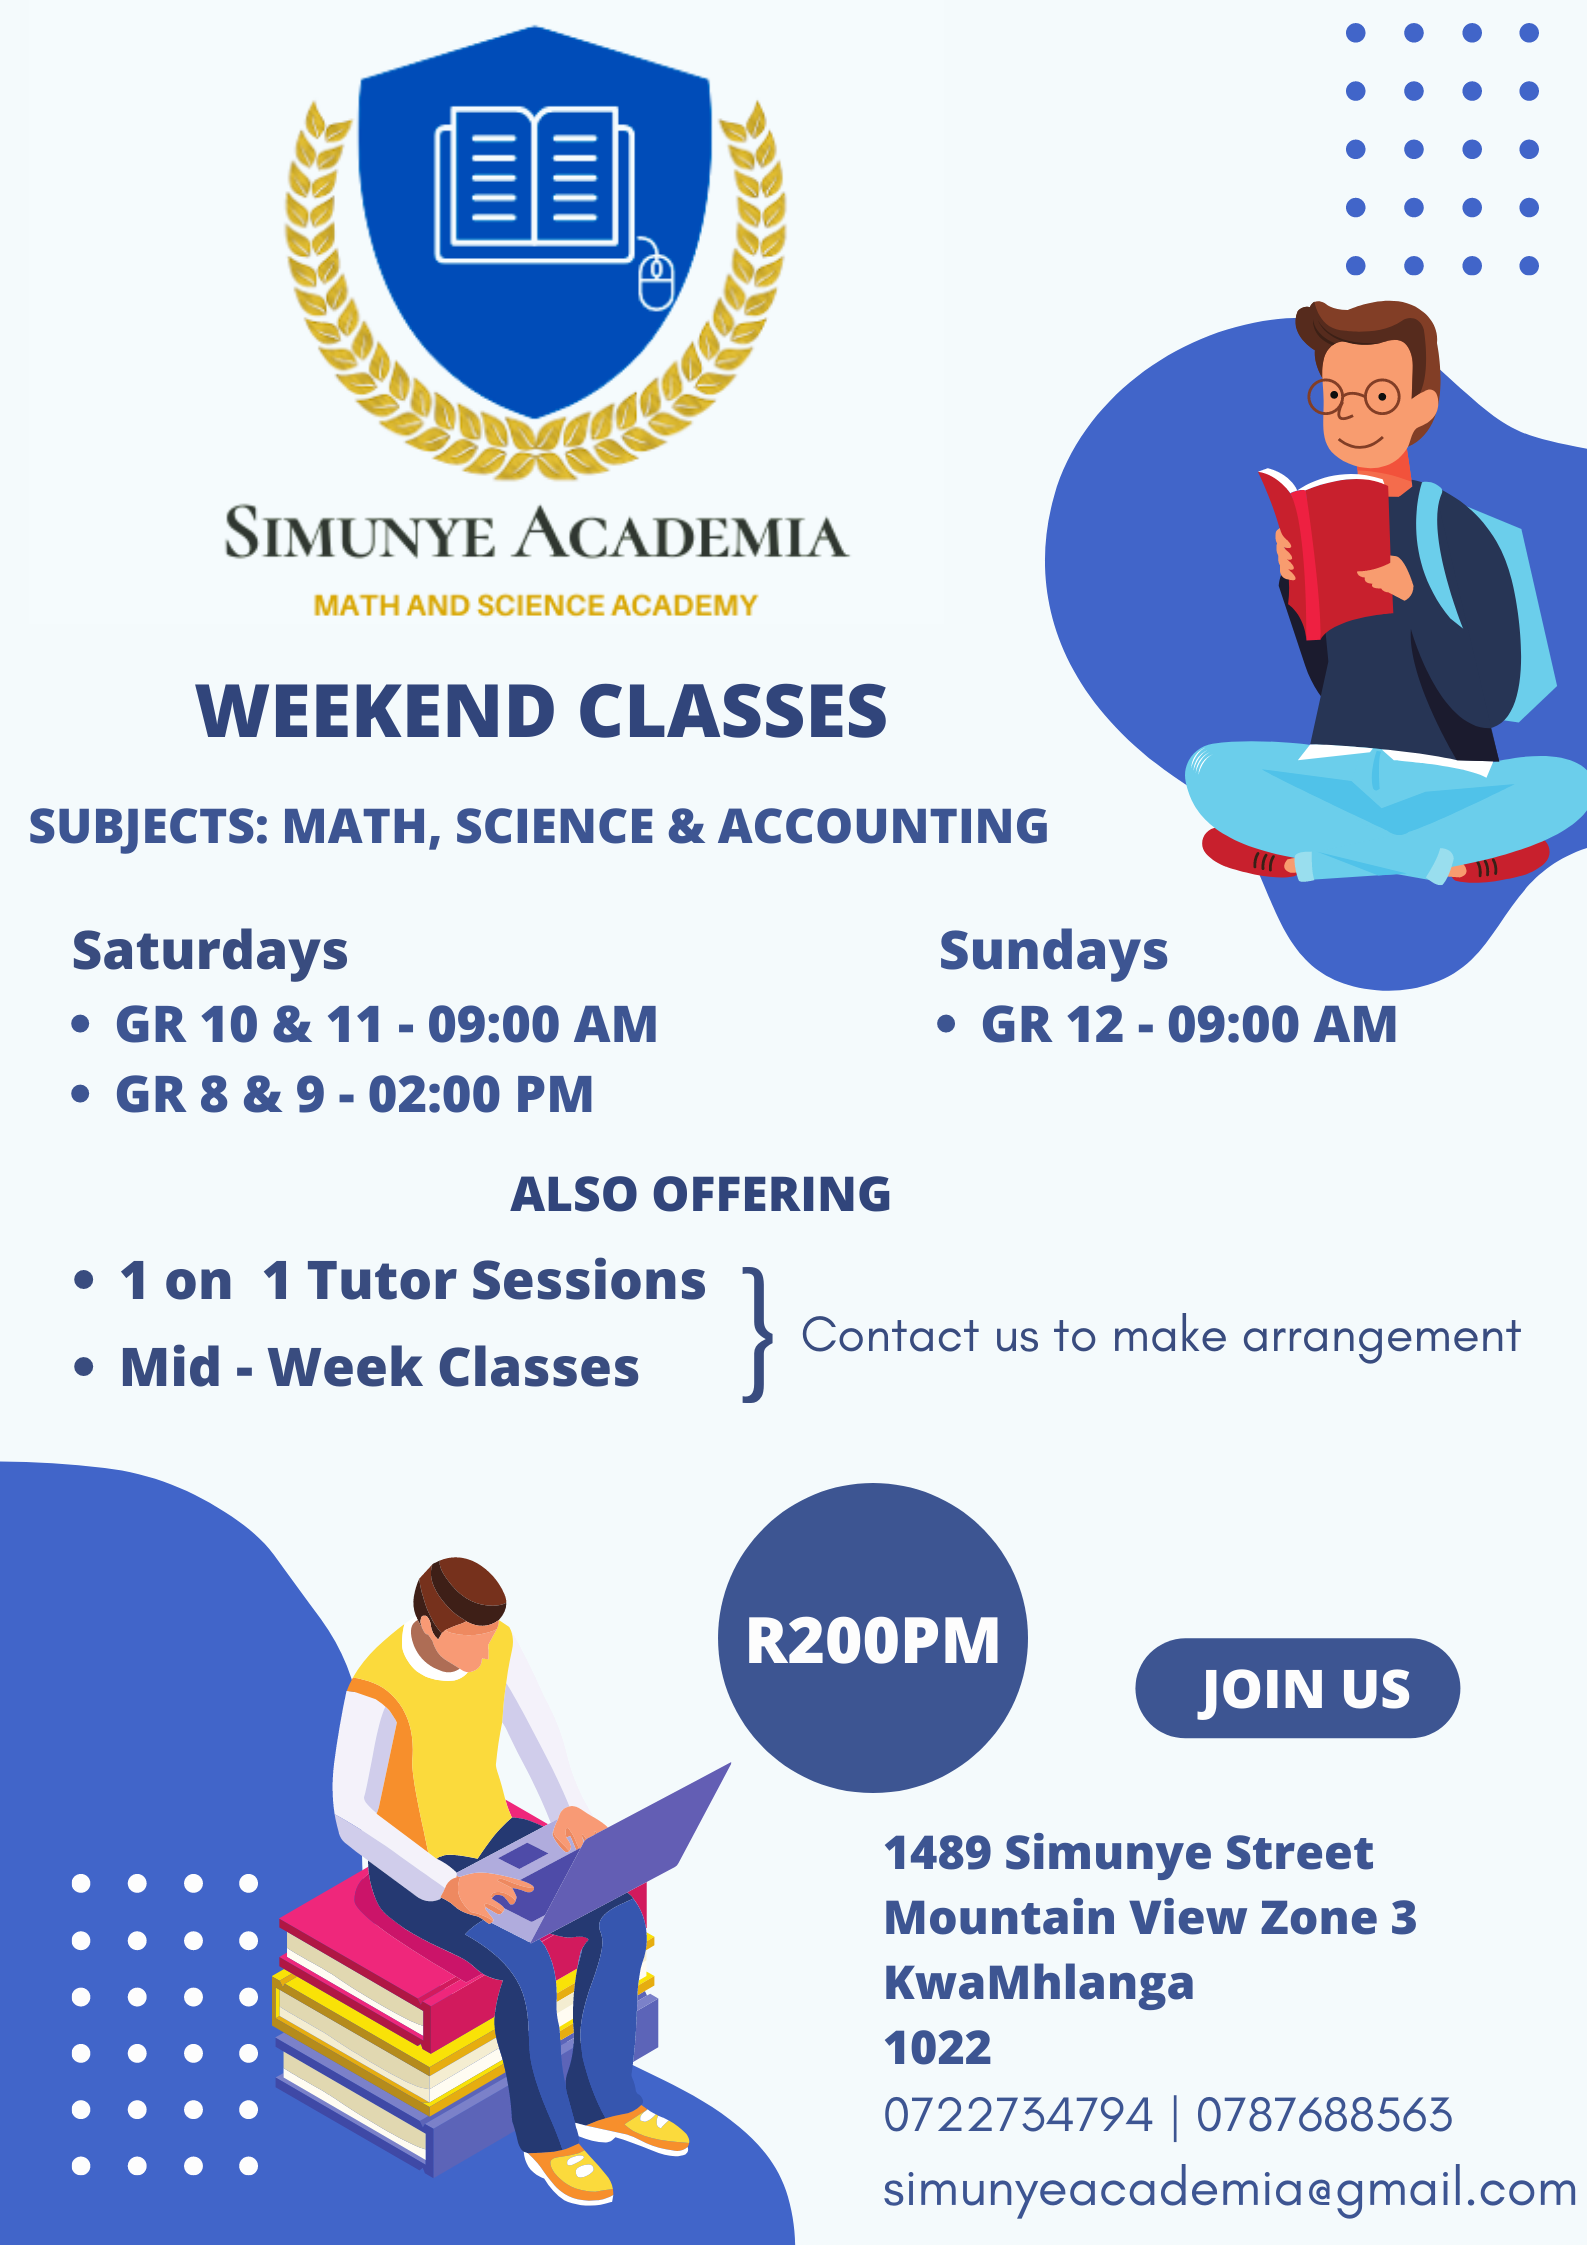 SIMUNYE ACADEMIA
MATH AND SCIENCE ACADEMY
WEEKEND CLASSES
SUBJECTS: MATH, SCIENCE & ACCOUNTING
Saturdays
• GR 10 & 11 - 09:00 AM
• GR 8 & 9 - 02:00 PM
Sundays
• GR 12 - 09:00 AM
ALSO OFFERING
• 1 on 1 Tutor Sessions
• Mid - Week Classes
} Contact us to make arrangement
R200PM
JOIN US
1489 Simunye Street
Mountain View Zone 3
KwaMhlanga
1022
0722734794 | 0787688563
simunyeacademia@gmail.com